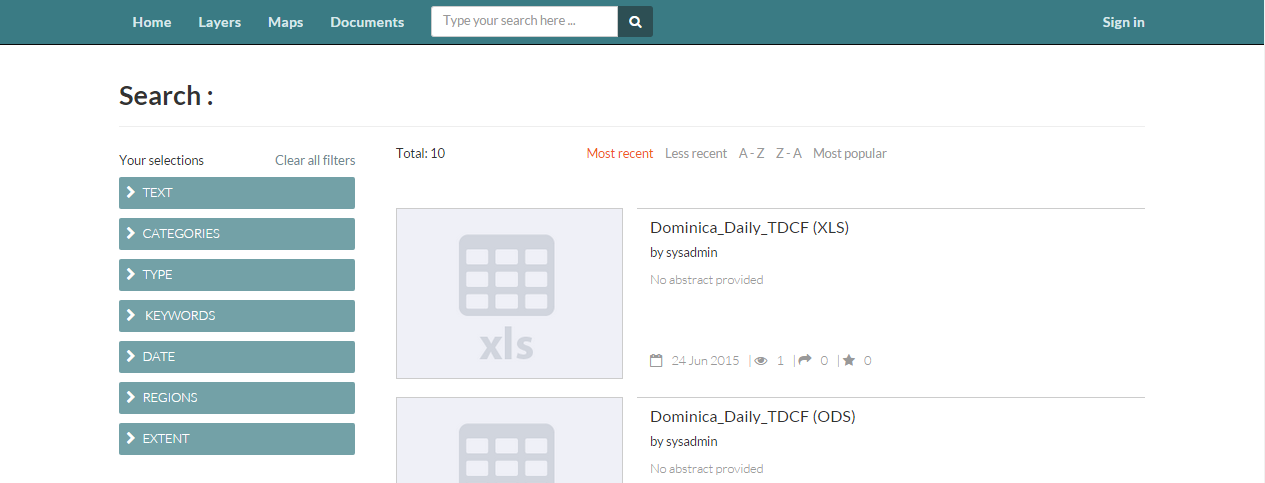 Home Layers Maps Documents Type your search here ... Sign in
Search :
Your selections Clear all filters
TEXT
CATEGORIES
TYPE
KEYWORDS
DATE
REGIONS
EXTENT
Total: 10 Most recent Less recent A - Z Z - A Most popular
xls
Dominica_Daily_TDCF (XLS)
by sysadmin
No abstract provided
24 Jun 2015 | 1 | 0 | 0
Dominica_Daily_TDCF (ODS)
by sysadmin
No abstract provided